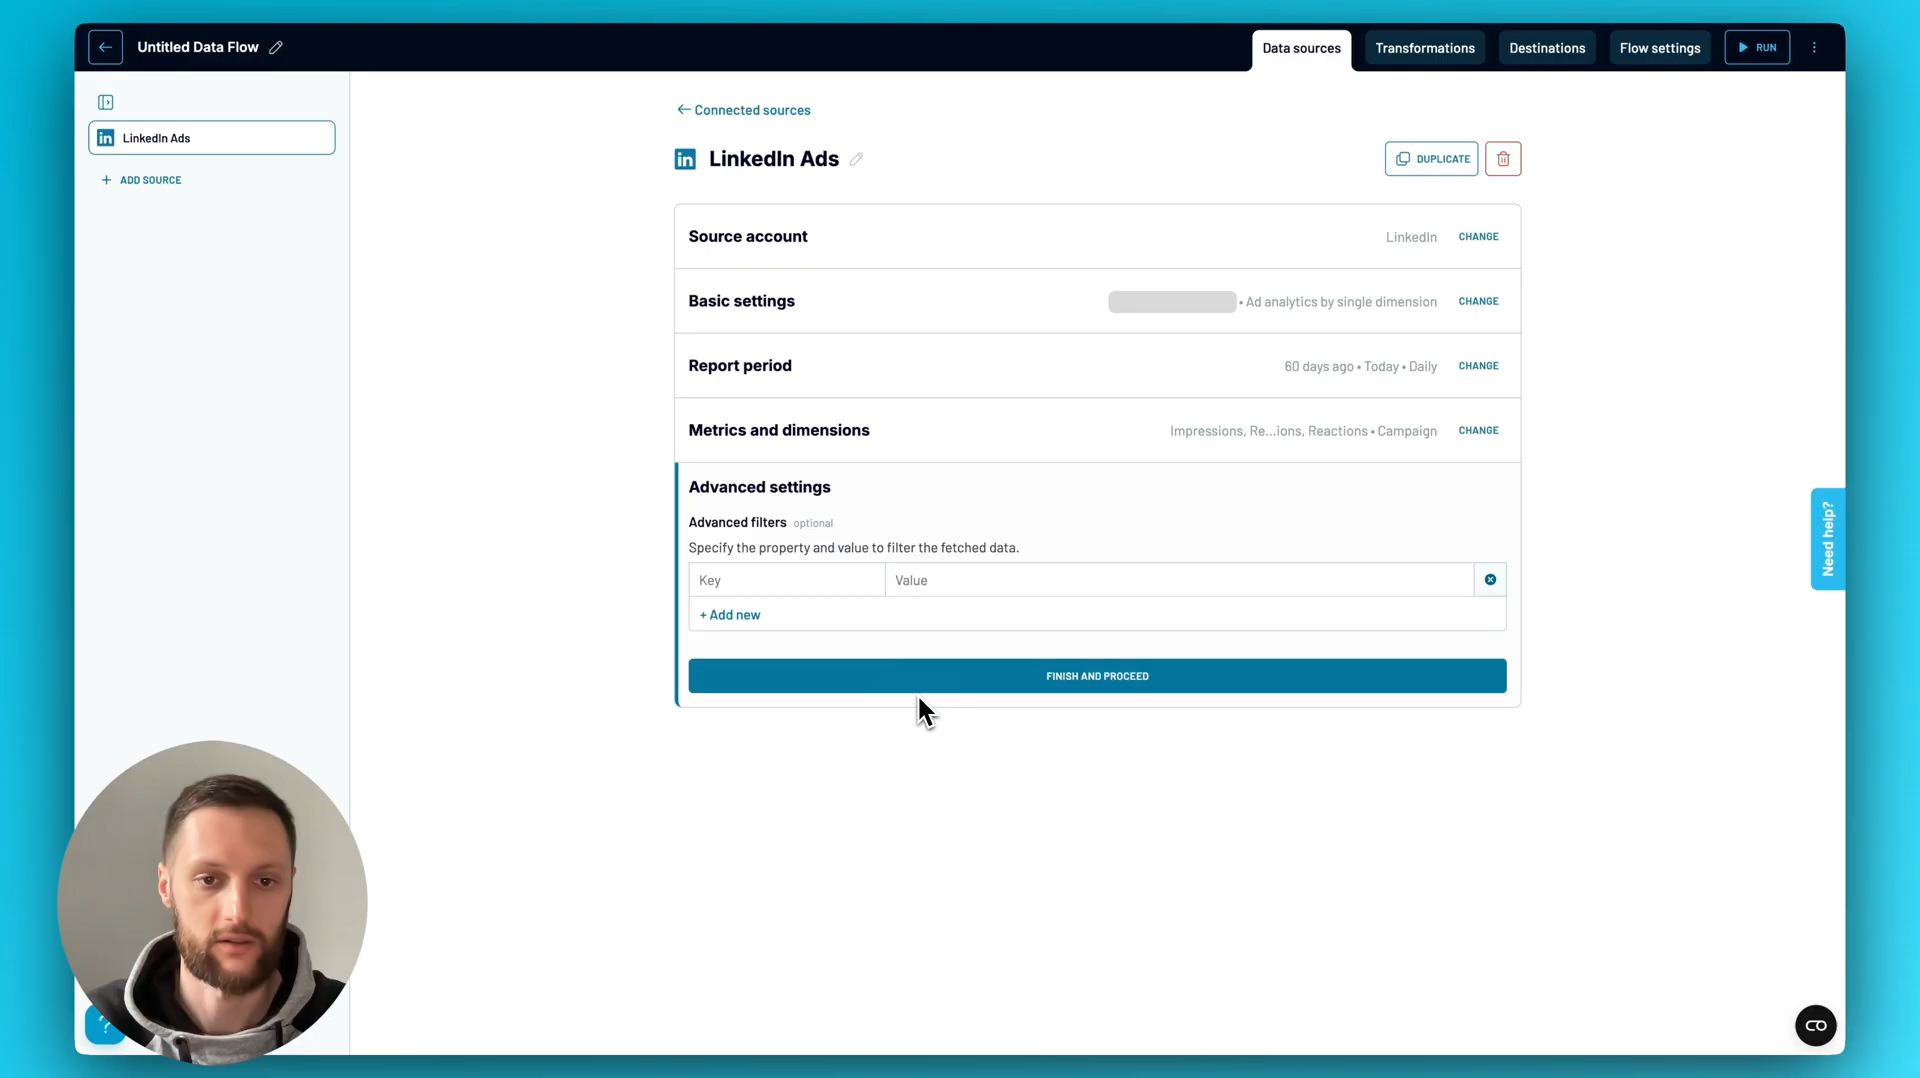 Untitled Data Flow
Data sources
Transformations
Destinations
Flow settings
RUN
LinkedIn Ads
+ ADD SOURCE
← Connected sources
in LinkedIn Ads
DUPLICATE
Source account
LinkedIn
CHANGE
Basic settings
• Ad analytics by single dimension
CHANGE
Report period
60 days ago • Today • Daily
CHANGE
Metrics and dimensions
Impressions, Re...ions, Reactions • Campaign
CHANGE
Advanced settings
Advanced filters optional
Specify the property and value to filter the fetched data.
Key
Value
+ Add new
FINISH AND PROCEED
Need help?
?